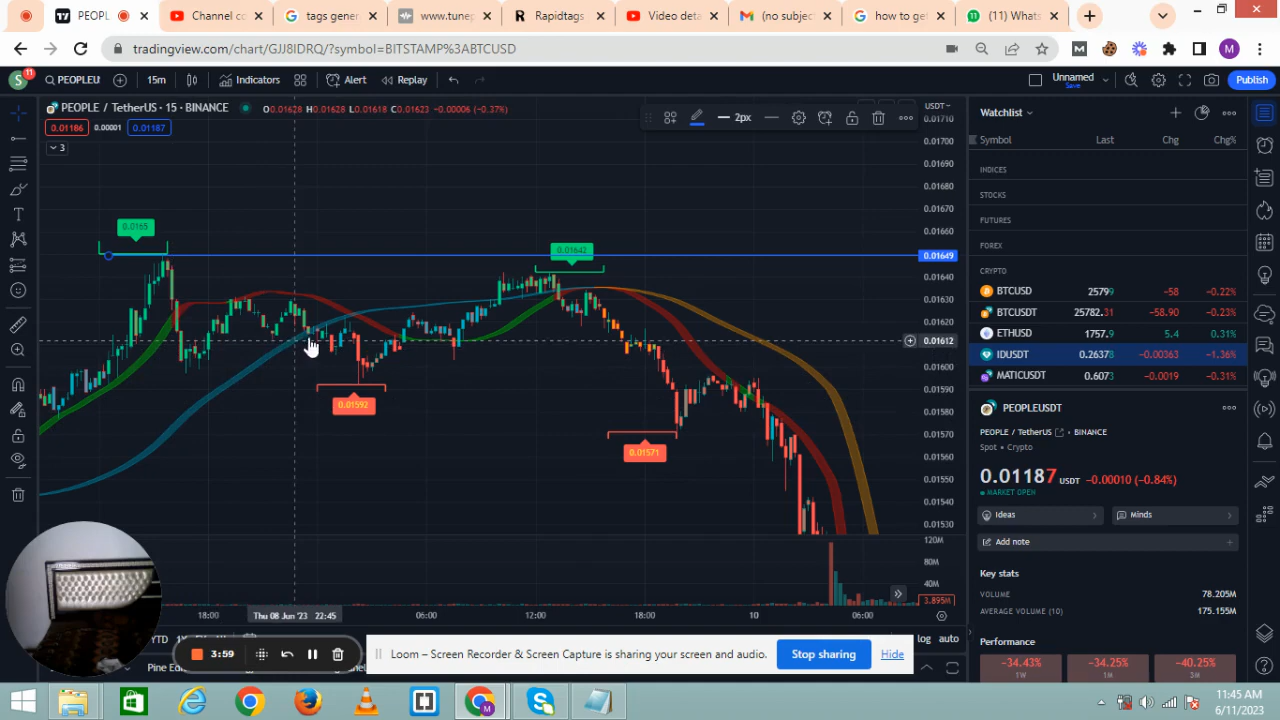 PEOPLEU
Channel co
tags gener
www.tunep
Rapidtags
Video deta
(no subjec
how to get
(11) Whats
tradingview.com/chart/GJJ8IDRQ/?symbol=BITSTAMP%3ABTCUSD
S
11
PEOPLEU
15m
Indicators
Alert
Replay
Unnamed
Save
Publish
PEOPLE / TetherUS · 15 · BINANCE
O0.01628 H0.01628 L0.01618 C0.01623 −0.00006 (−0.37%)
0.01186
0.00001
0.01187
3
2px
USDT
0.01710
0.01700
0.01690
0.01680
0.01670
0.01660
0.01649
0.01640
0.01630
0.01620
0.01612
0.01600
0.01590
0.01580
0.01570
0.01560
0.01550
0.01540
0.01530
120M
80M
40M
3.895M
0.0165
0.01642
0.01592
0.01571
18:00
Thu 08 Jun '23 22:45
06:00
12:00
18:00
10
06:00
Watchlist
Symbol
Last
Chg
Chg%
INDICES
STOCKS
FUTURES
FOREX
CRYPTO
BTCUSD 25799 −58 −0.22%
BTCUSDT 25782.31 −58.90 −0.23%
ETHUSD 1757.9 5.4 0.31%
IDUSDT 0.26378 −0.00363 −1.36%
MATICUSDT 0.6073 −0.0019 −0.31%
PEOPLEUSDT
PEOPLE / TetherUS BINANCE
Spot • Crypto
0.01187 USDT −0.00010 (−0.84%)
MARKET OPEN
Ideas
Minds
Add note
Key stats
VOLUME 78.205M
AVERAGE VOLUME (10) 175.155M
Performance
−34.43%
1W
−34.25%
1M
−40.25%
3M
YTD
log
auto
3:59
Loom – Screen Recorder & Screen Capture is sharing your screen and audio.
Stop sharing
Hide
Pine Edi
11:45 AM
6/11/2023